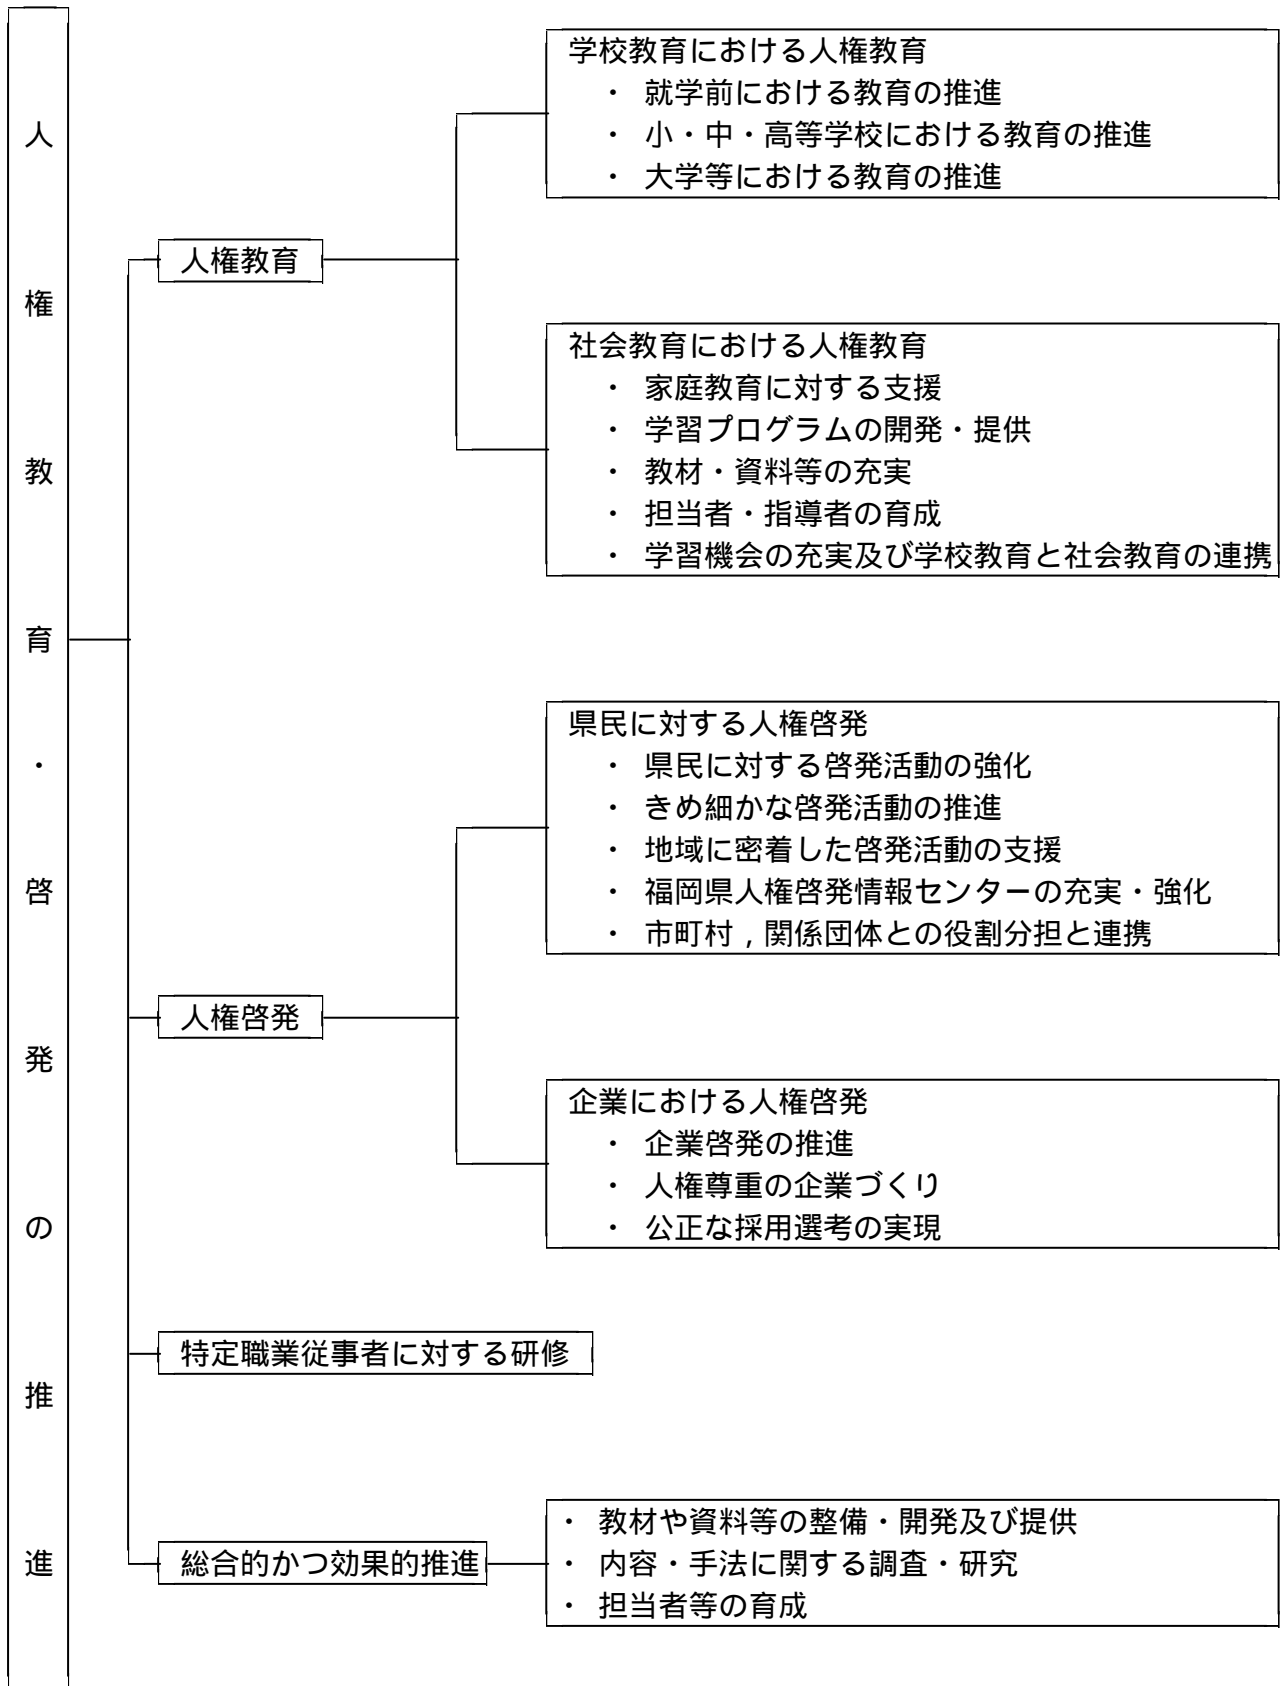 人権教育・啓発の推進
人権教育
学校教育における人権教育
・ 就学前における教育の推進
・ 小・中・高等学校における教育の推進
・ 大学等における教育の推進
社会教育における人権教育
・ 家庭教育に対する支援
・ 学習プログラムの開発・提供
・ 教材・資料等の充実
・ 担当者・指導者の育成
・ 学習機会の充実及び学校教育と社会教育の連携
人権啓発
県民に対する人権啓発
・ 県民に対する啓発活動の強化
・ きめ細かな啓発活動の推進
・ 地域に密着した啓発活動の支援
・ 福岡県人権啓発情報センターの充実・強化
・ 市町村，関係団体との役割分担と連携
企業における人権啓発
・ 企業啓発の推進
・ 人権尊重の企業づくり
・ 公正な採用選考の実現
特定職業従事者に対する研修
総合的かつ効果的推進
・ 教材や資料等の整備・開発及び提供
・ 内容・手法に関する調査・研究
・ 担当者等の育成